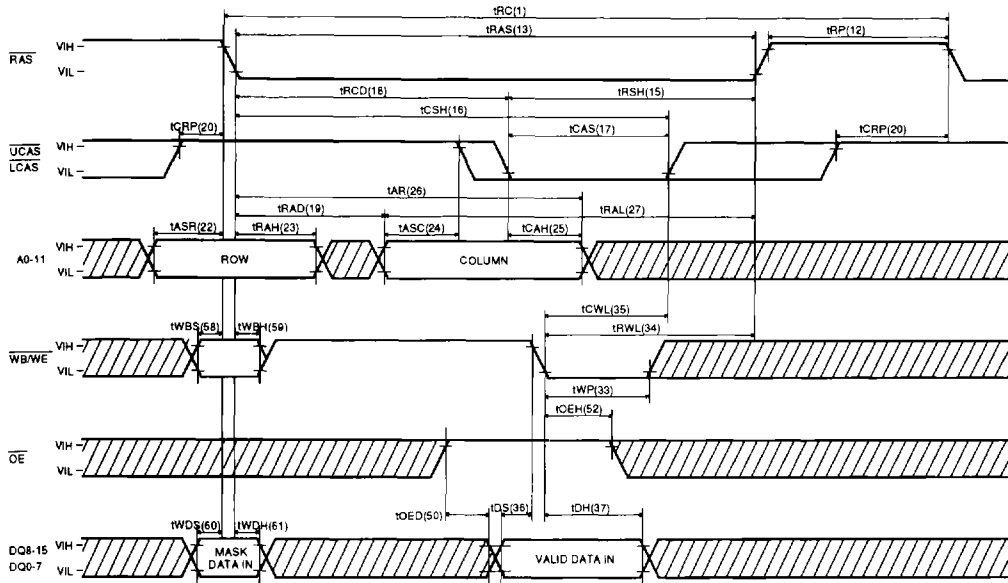 tRC(1)
tRAS(13)
tRP(12)
RAS
VIH
VIL
tRCD(18)
tRSH(15)
tCSH(16)
tCRP(20)
tCAS(17)
tCRP(20)
UCAS
LCAS
VIH
VIL
tAR(26)
tRAD(19)
tRAL(27)
tASR(22)
tRAH(23)
tASC(24)
tCAH(25)
A0-11
VIH
VIL
ROW
COLUMN
tCWL(35)
tWBS(58)
tWBH(59)
tRWL(34)
WB/WE
VIH
VIL
tWP(33)
tOEH(52)
OE
VIH
VIL
tOED(50)
tDS(36)
tDH(37)
tWDS(60)
tWDH(61)
DQ8-15
DQ0-7
VIH
VIL
MASK
DATA IN
VALID DATA IN